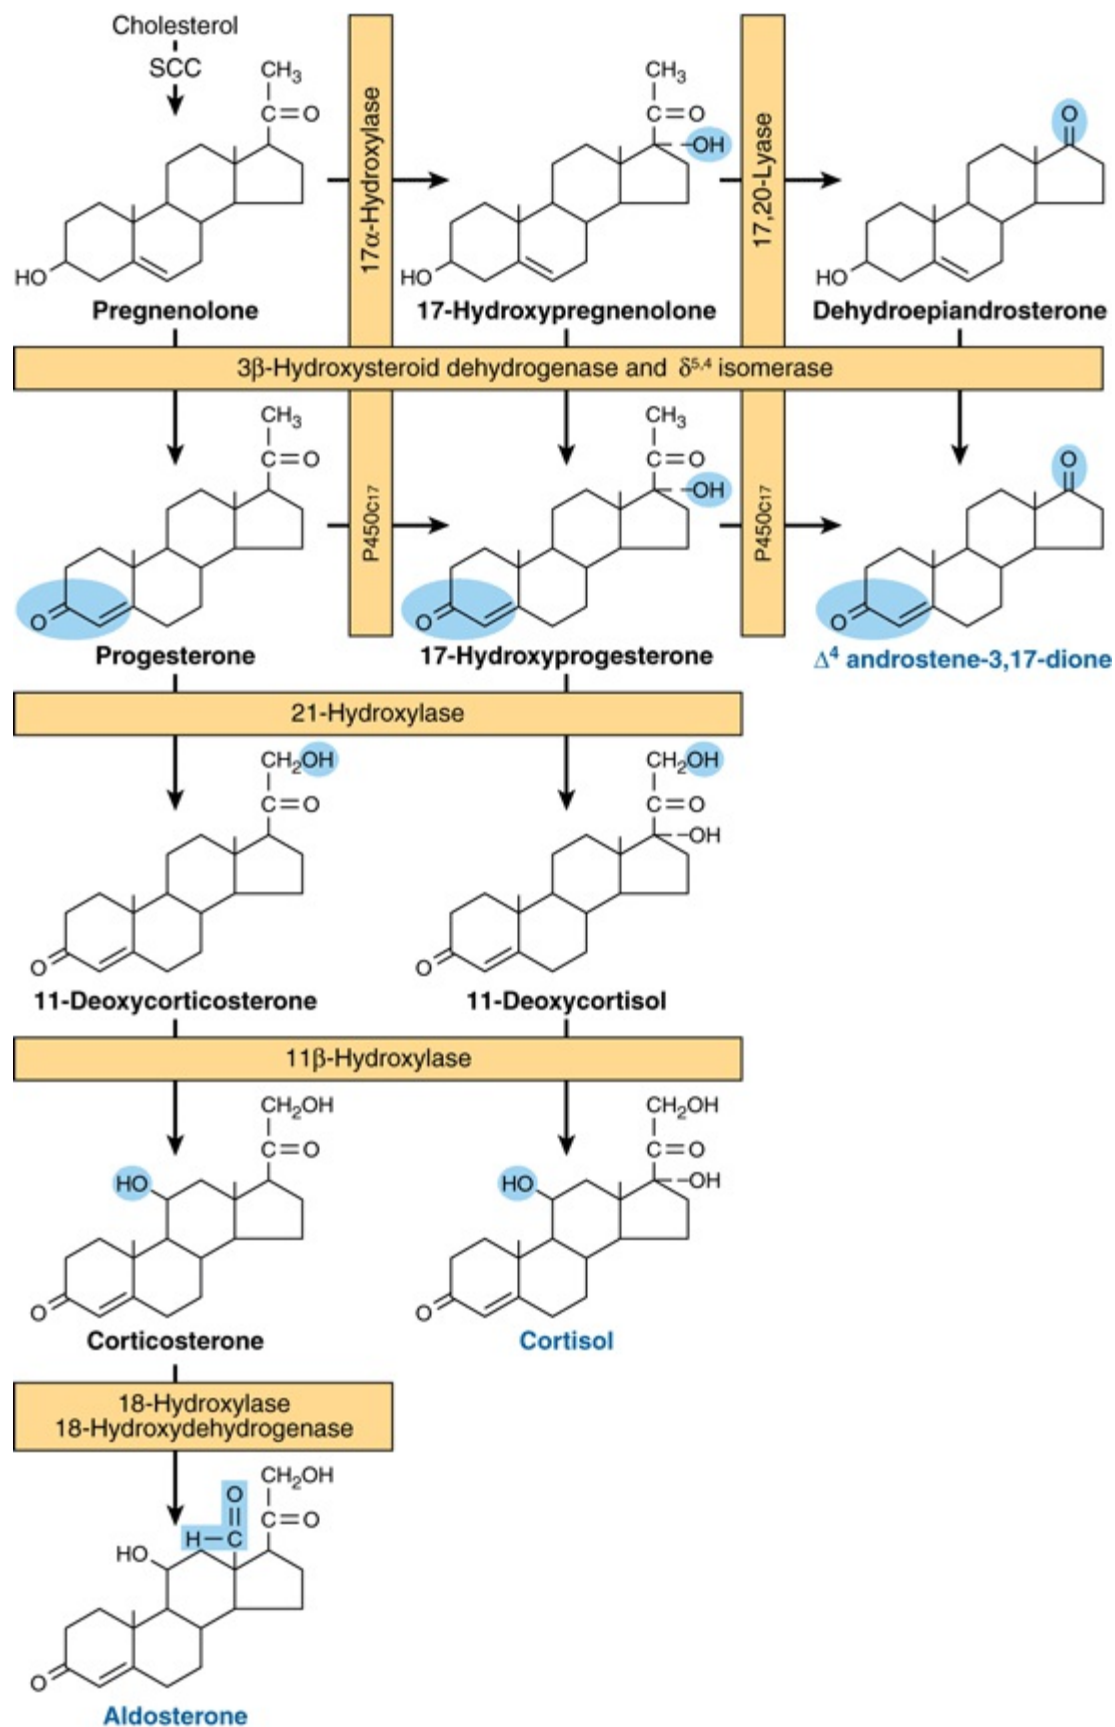 Cholesterol
SCC
CH₃
C=O
HO
Pregnenolone
17α-Hydroxylase
CH₃
C=O
OH
HO
17-Hydroxypregnenolone
17,20-Lyase
O
HO
Dehydroepiandrosterone
3β-Hydroxysteroid dehydrogenase and δ⁵,⁴ isomerase
CH₃
C=O
O
Progesterone
P450C17
CH₃
C=O
OH
O
17-Hydroxyprogesterone
P450C17
O
O
Δ⁴ androstene-3,17-dione
21-Hydroxylase
CH₂OH
C=O
O
11-Deoxycorticosterone
CH₂OH
C=O
OH
O
11-Deoxycortisol
11β-Hydroxylase
CH₂OH
C=O
HO
O
Corticosterone
CH₂OH
C=O
HO
OH
O
Cortisol
18-Hydroxylase
18-Hydroxydehydrogenase
CH₂OH
O
H—C
C=O
HO
O
Aldosterone